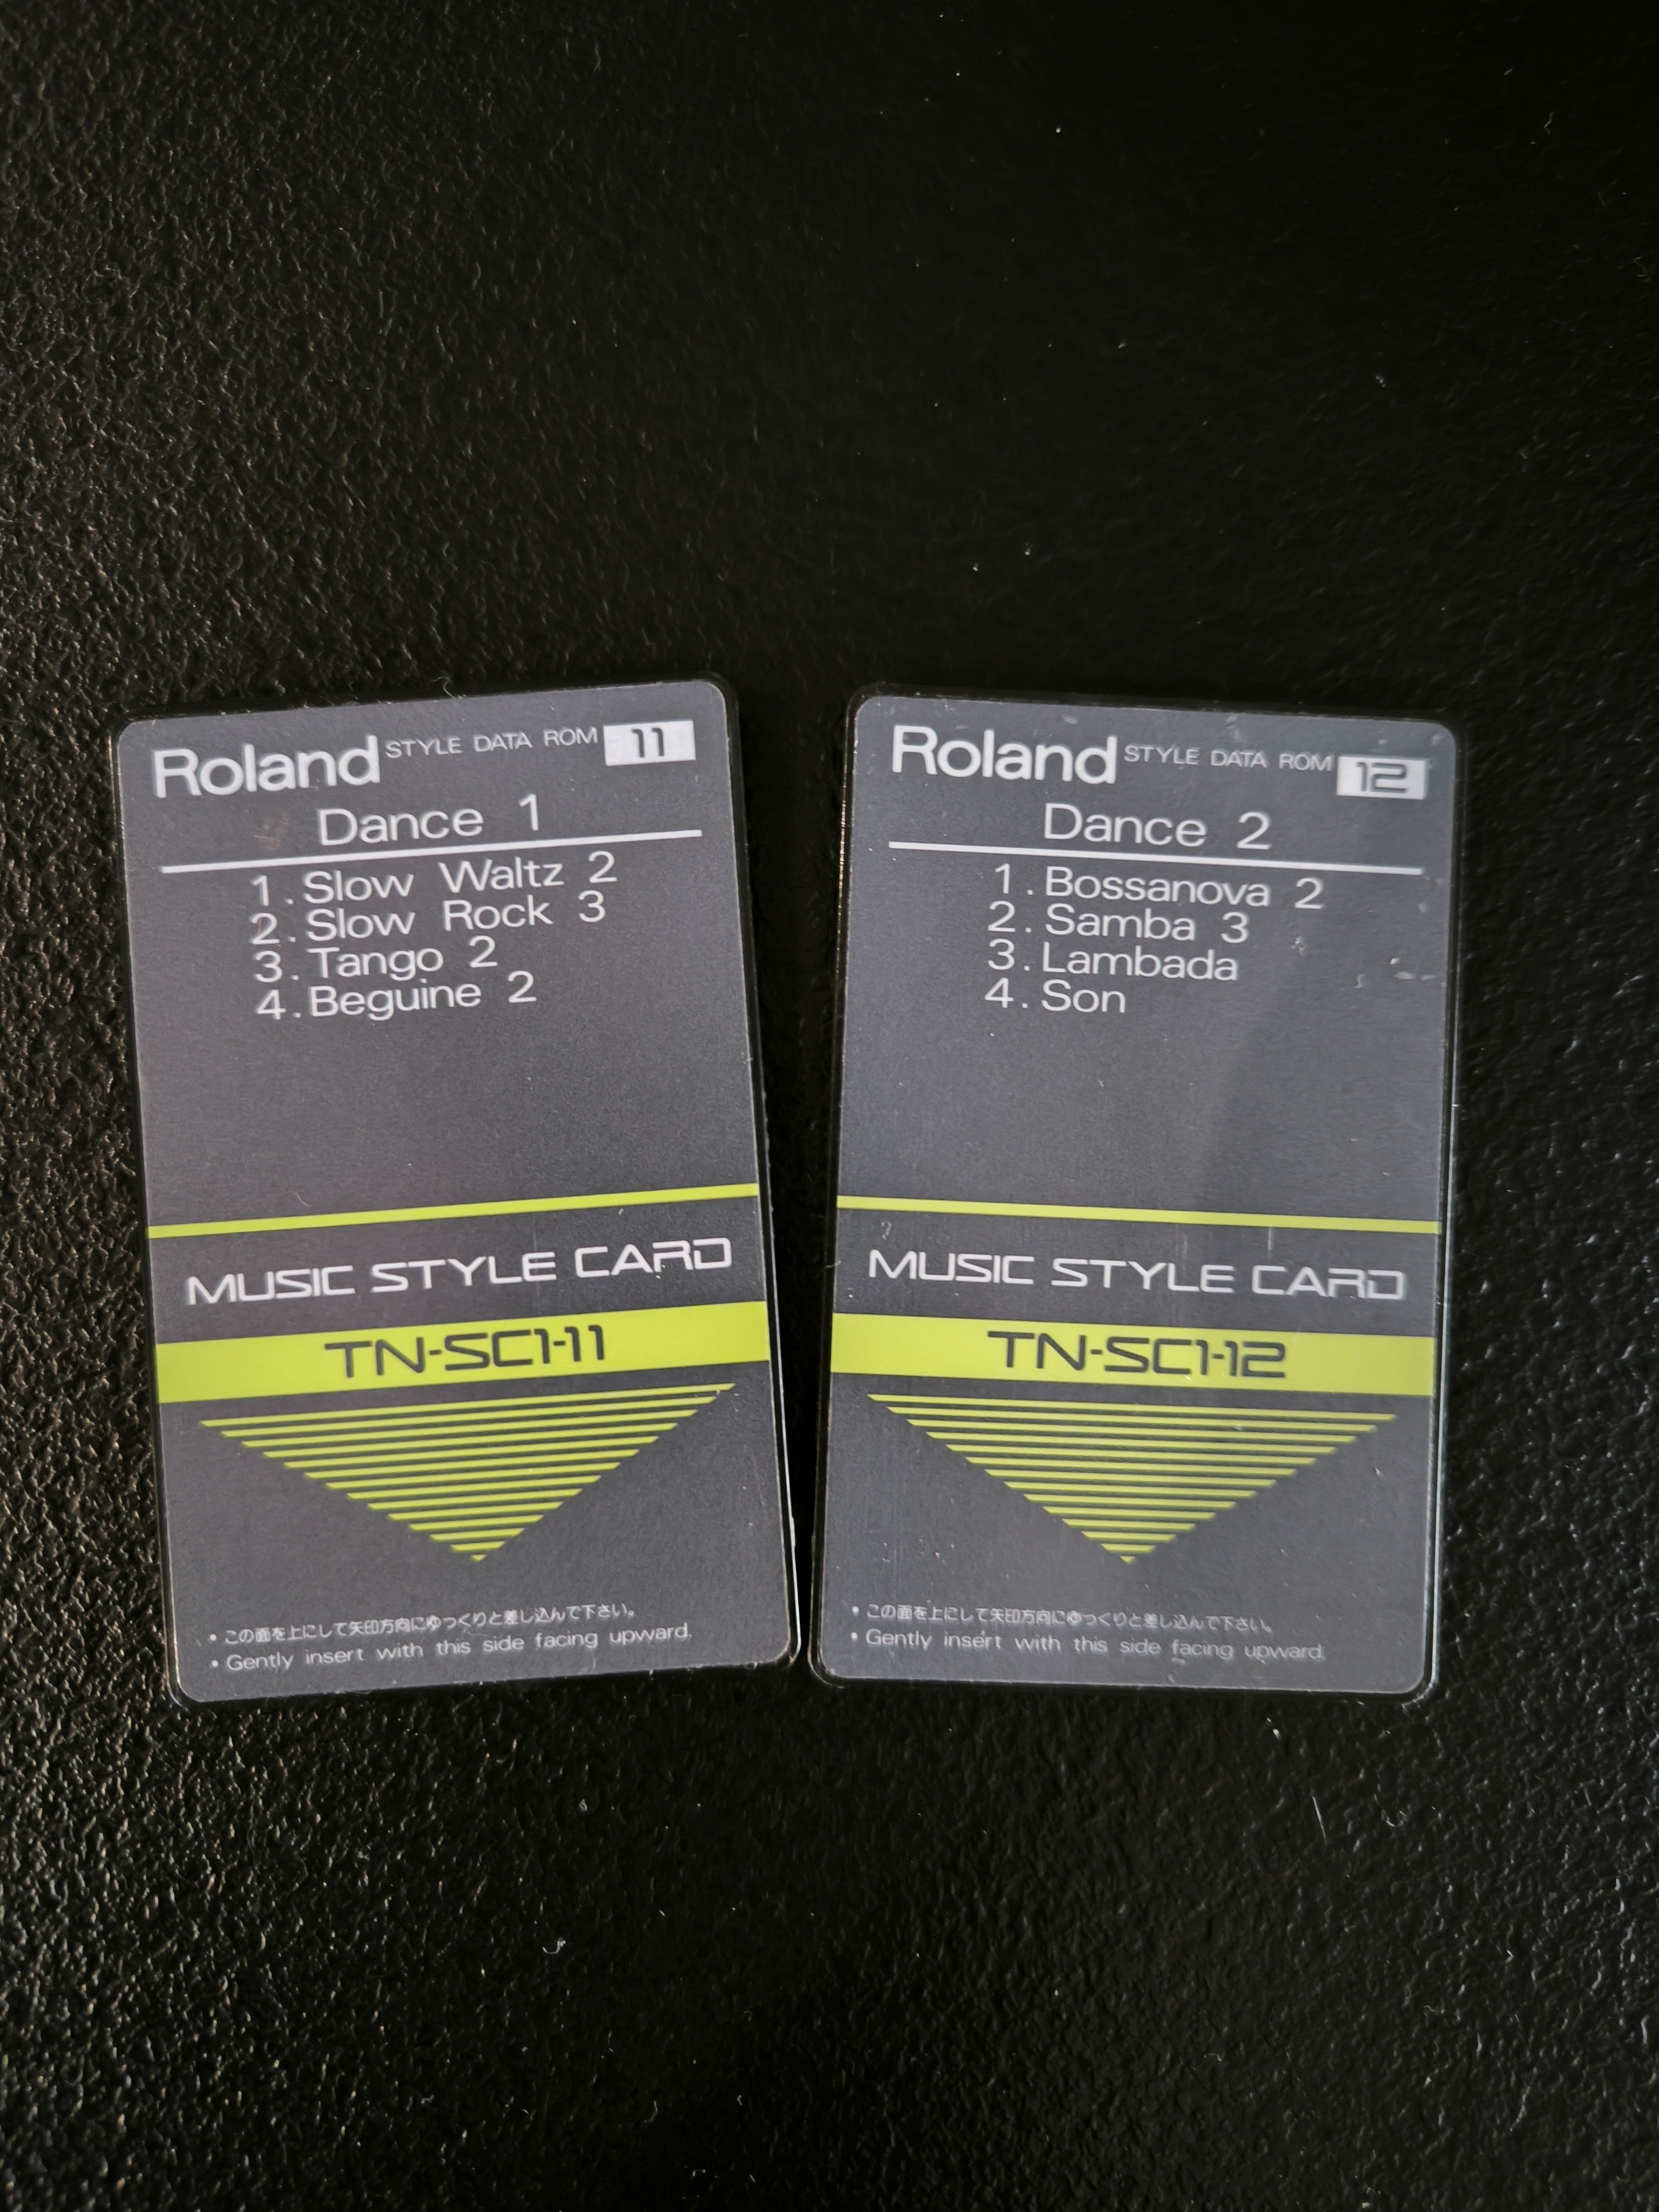 Roland STYLE DATA ROM 11
Dance 1
1. Slow Waltz 2
2. Slow Rock 3
3. Tango 2
4. Beguine 2
MUSIC STYLE CARD
TN-SC1-11
• この面を上にして矢印方向にゆっくりと差し込んで下さい。
• Gently insert with this side facing upward.
Roland STYLE DATA ROM 12
Dance 2
1. Bossanova 2
2. Samba 3
3. Lambada
4. Son
MUSIC STYLE CARD
TN-SC1-12
• この面を上にして矢印方向にゆっくりと差し込んで下さい。
• Gently insert with this side facing upward.